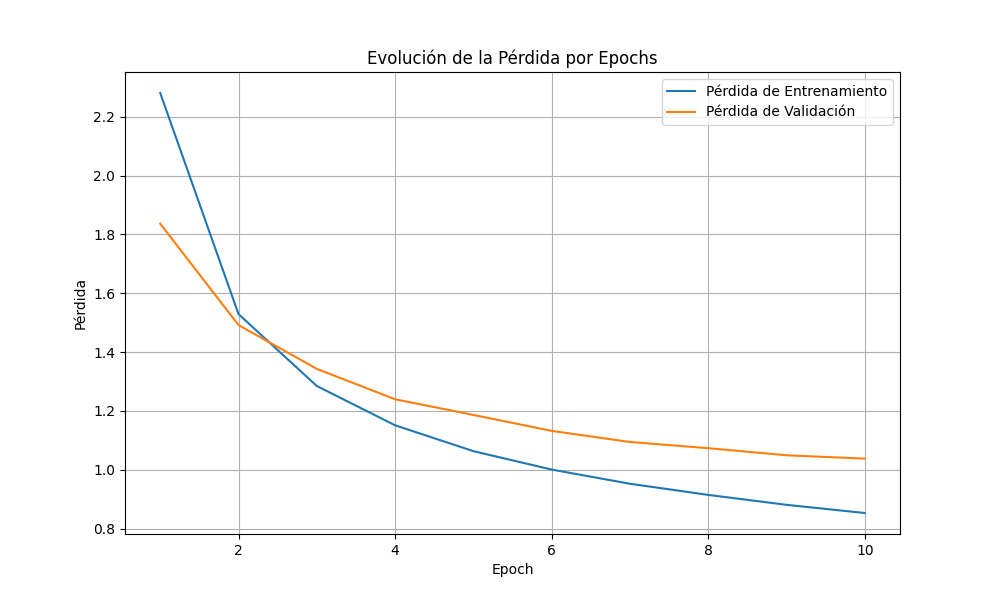 Evolución de la Pérdida por Epochs
Pérdida de Entrenamiento
Pérdida de Validación
Pérdida
2.2
2.0
1.8
1.6
1.4
1.2
1.0
0.8
2 4 6 8 10
Epoch